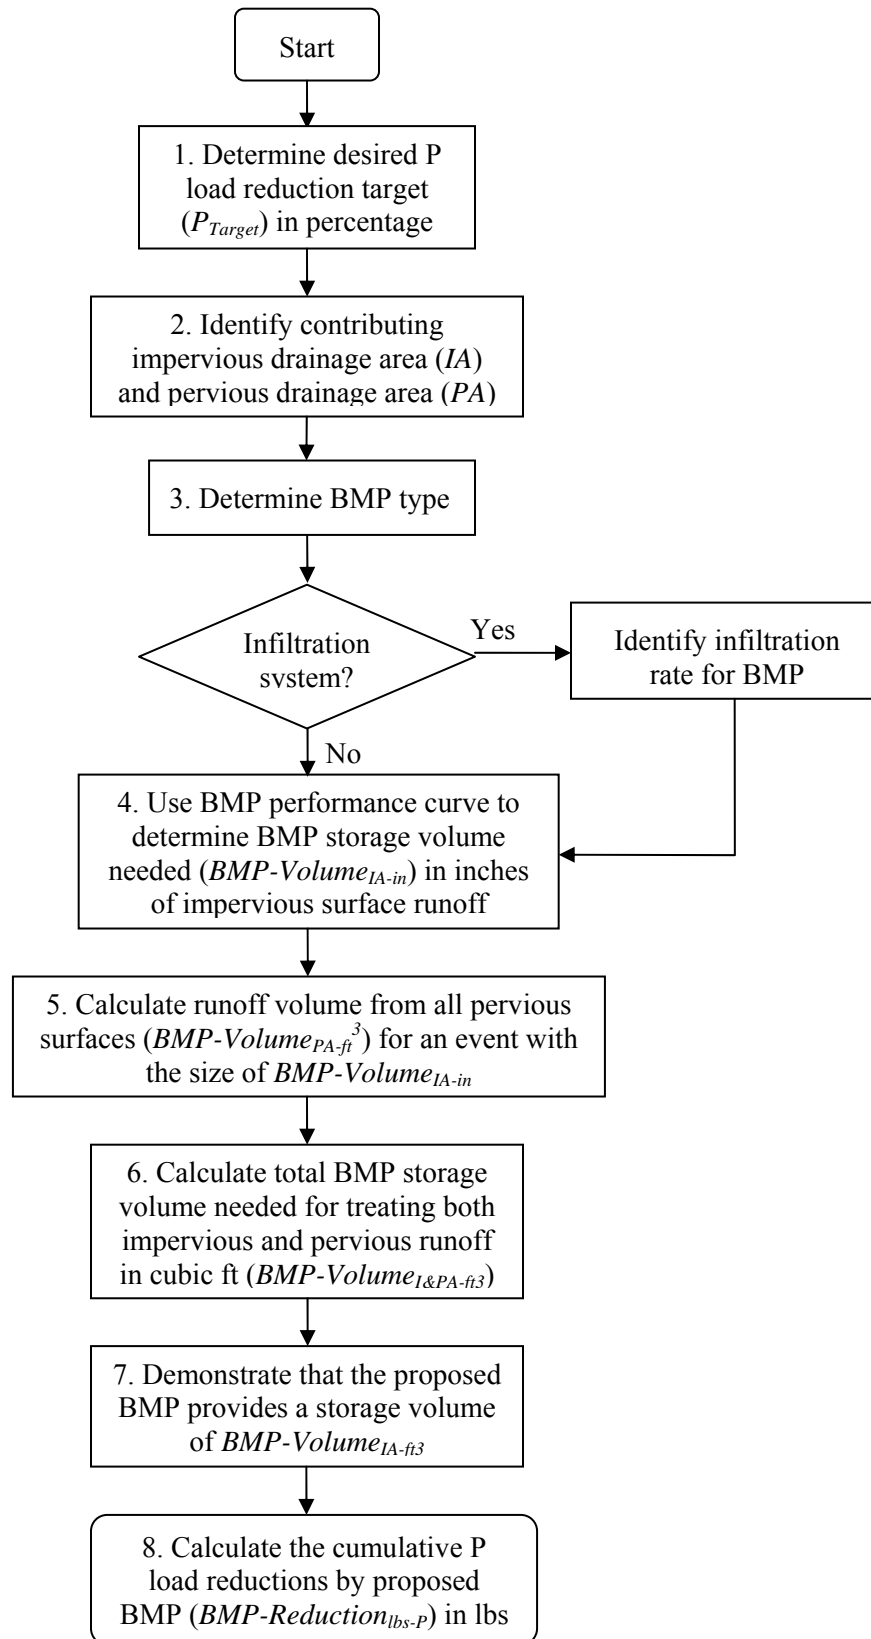 Start
1. Determine desired P
load reduction target
(P_Target) in percentage
2. Identify contributing
impervious drainage area (IA)
and pervious drainage area (PA)
3. Determine BMP type
Infiltration
system?
Yes
Identify infiltration
rate for BMP
No
4. Use BMP performance curve to
determine BMP storage volume
needed (BMP-Volume_IA-in) in inches
of impervious surface runoff
5. Calculate runoff volume from all pervious
surfaces (BMP-Volume_PA-ft³) for an event with
the size of BMP-Volume_IA-in
6. Calculate total BMP storage
volume needed for treating both
impervious and pervious runoff
in cubic ft (BMP-Volume_I&PA-ft3)
7. Demonstrate that the proposed
BMP provides a storage volume
of BMP-Volume_IA-ft3
8. Calculate the cumulative P
load reductions by proposed
BMP (BMP-Reduction_lbs-P) in lbs